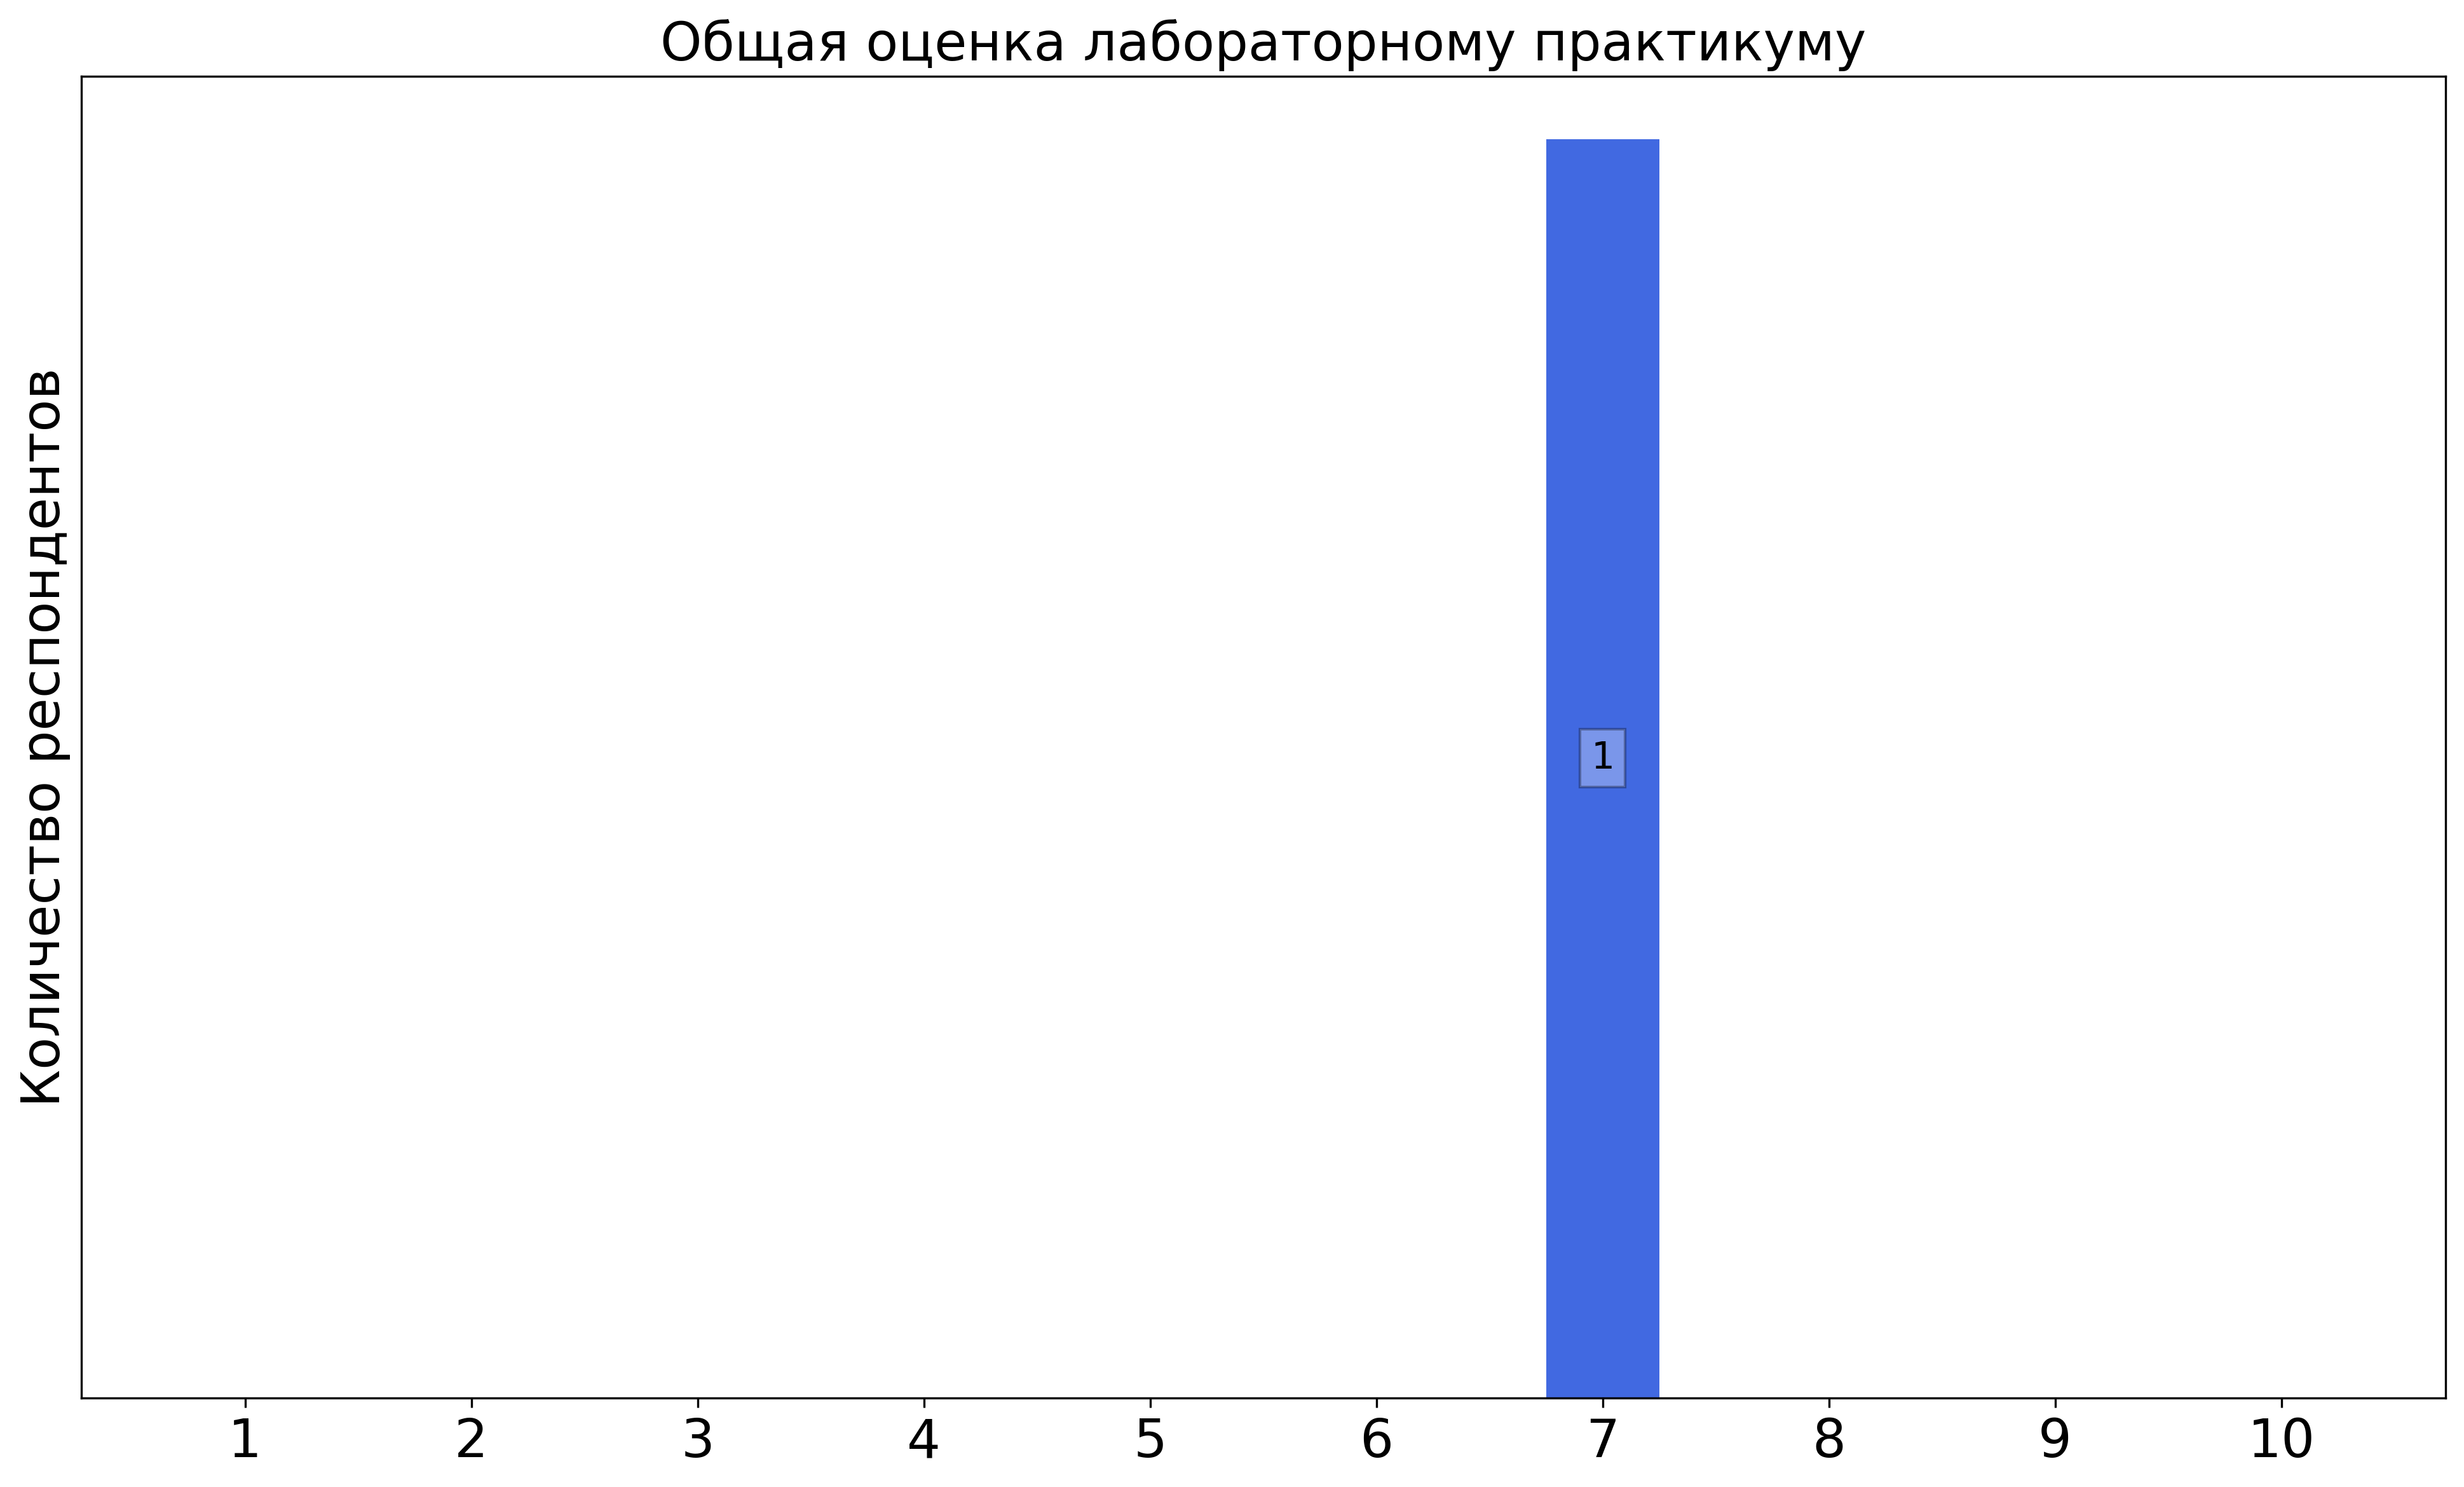 Общая оценка лабораторному практикуму
Количество респондентов
1
1 2 3 4 5 6 7 8 9 10